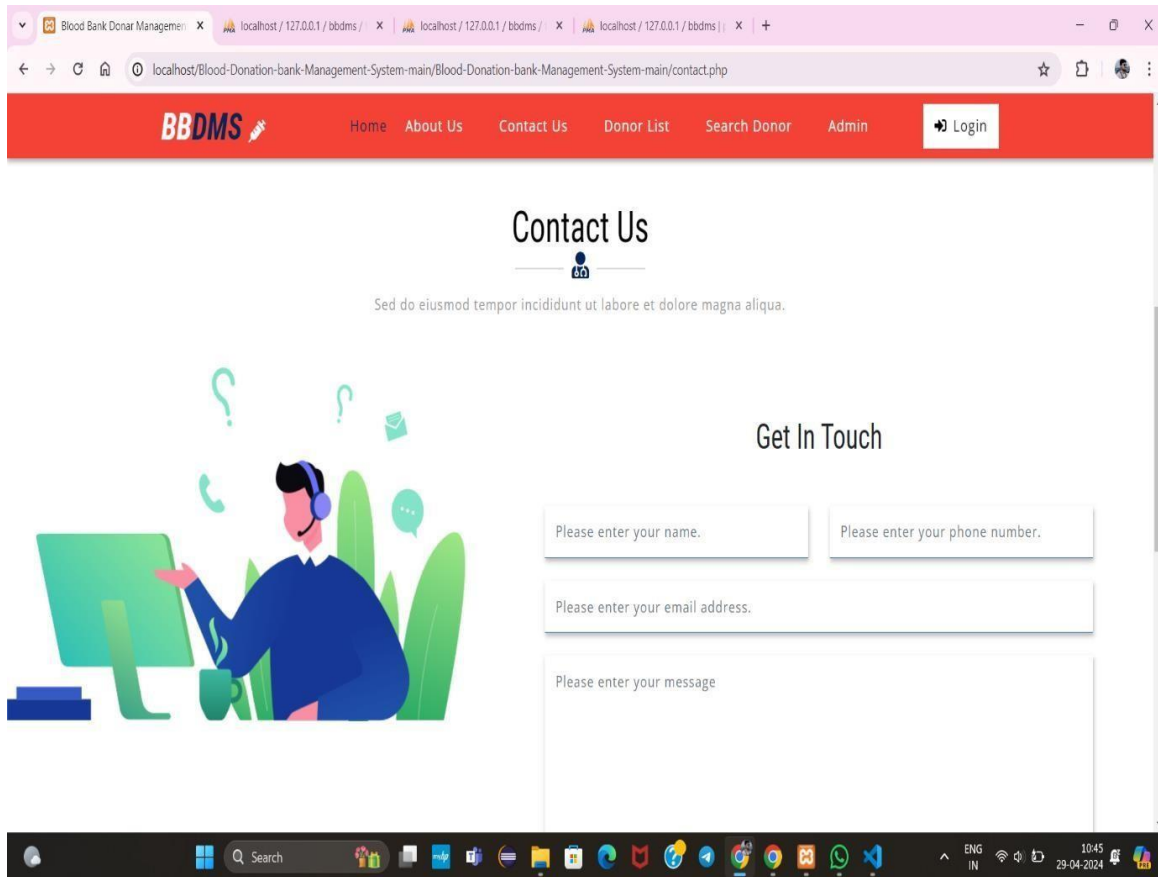 Blood Bank Donar Managemen
localhost / 127.0.0.1 / bbdms /
localhost / 127.0.0.1 / bbdms /
localhost / 127.0.0.1 / bbdms |
localhost/Blood-Donation-bank-Management-System-main/Blood-Donation-bank-Management-System-main/contact.php
BBDMS Home About Us Contact Us Donor List Search Donor Admin Login
Contact Us
Sed do eiusmod tempor incididunt ut labore et dolore magna aliqua.
Get In Touch
Please enter your name. Please enter your phone number.
Please enter your email address.
Please enter your message
Search
ENG
IN
10:45
29-04-2024